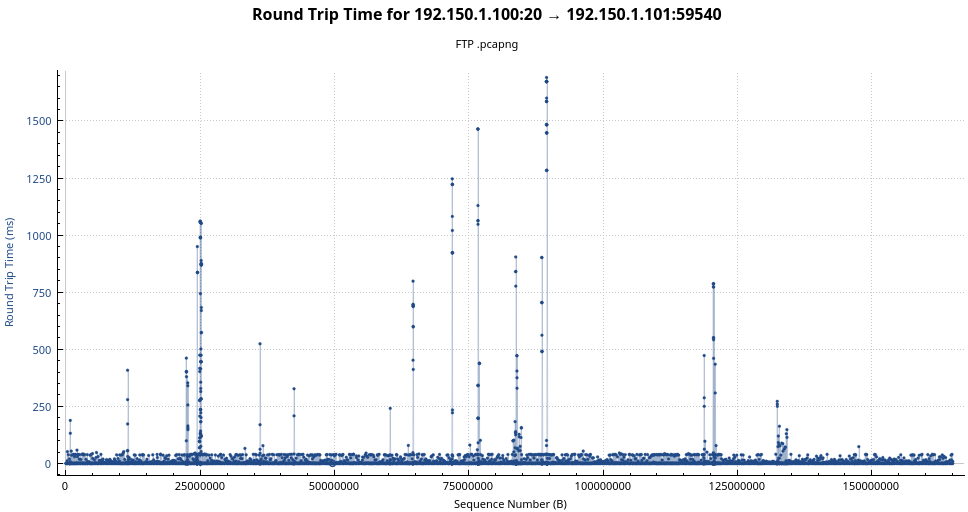 Round Trip Time for 192.150.1.100:20 → 192.150.1.101:59540
FTP .pcapng
Round Trip Time (ms)
1500
1250
1000
750
500
250
0
0 25000000 50000000 75000000 100000000 125000000 150000000
Sequence Number (B)